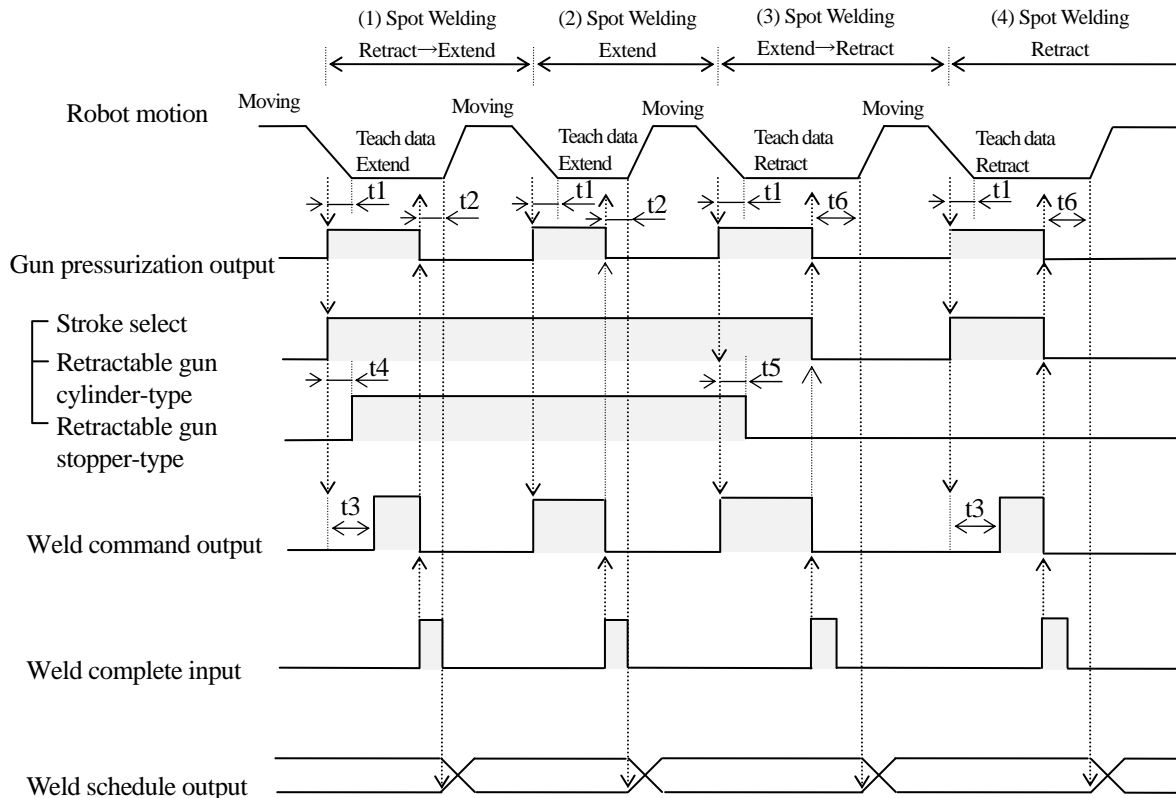 (1) Spot Welding
Retract→Extend
(2) Spot Welding
Extend
(3) Spot Welding
Extend→Retract
(4) Spot Welding
Retract
Robot motion
Moving
Teach data
Extend
Moving
Teach data
Extend
Moving
Teach data
Retract
Moving
Teach data
Retract
t1
t2
t1
t2
t1
t6
t1
t6
Gun pressurization output
Stroke select
Retractable gun
cylinder-type
Retractable gun
stopper-type
t4
t5
t3
t3
Weld command output
Weld complete input
Weld schedule output